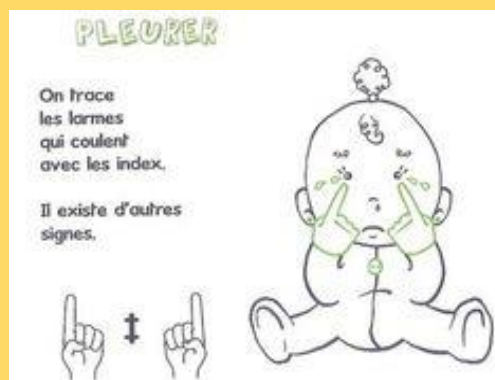 PLEURER
On trace
les larmes
qui coulent
avec les index.
Il existe d'autres
signes.